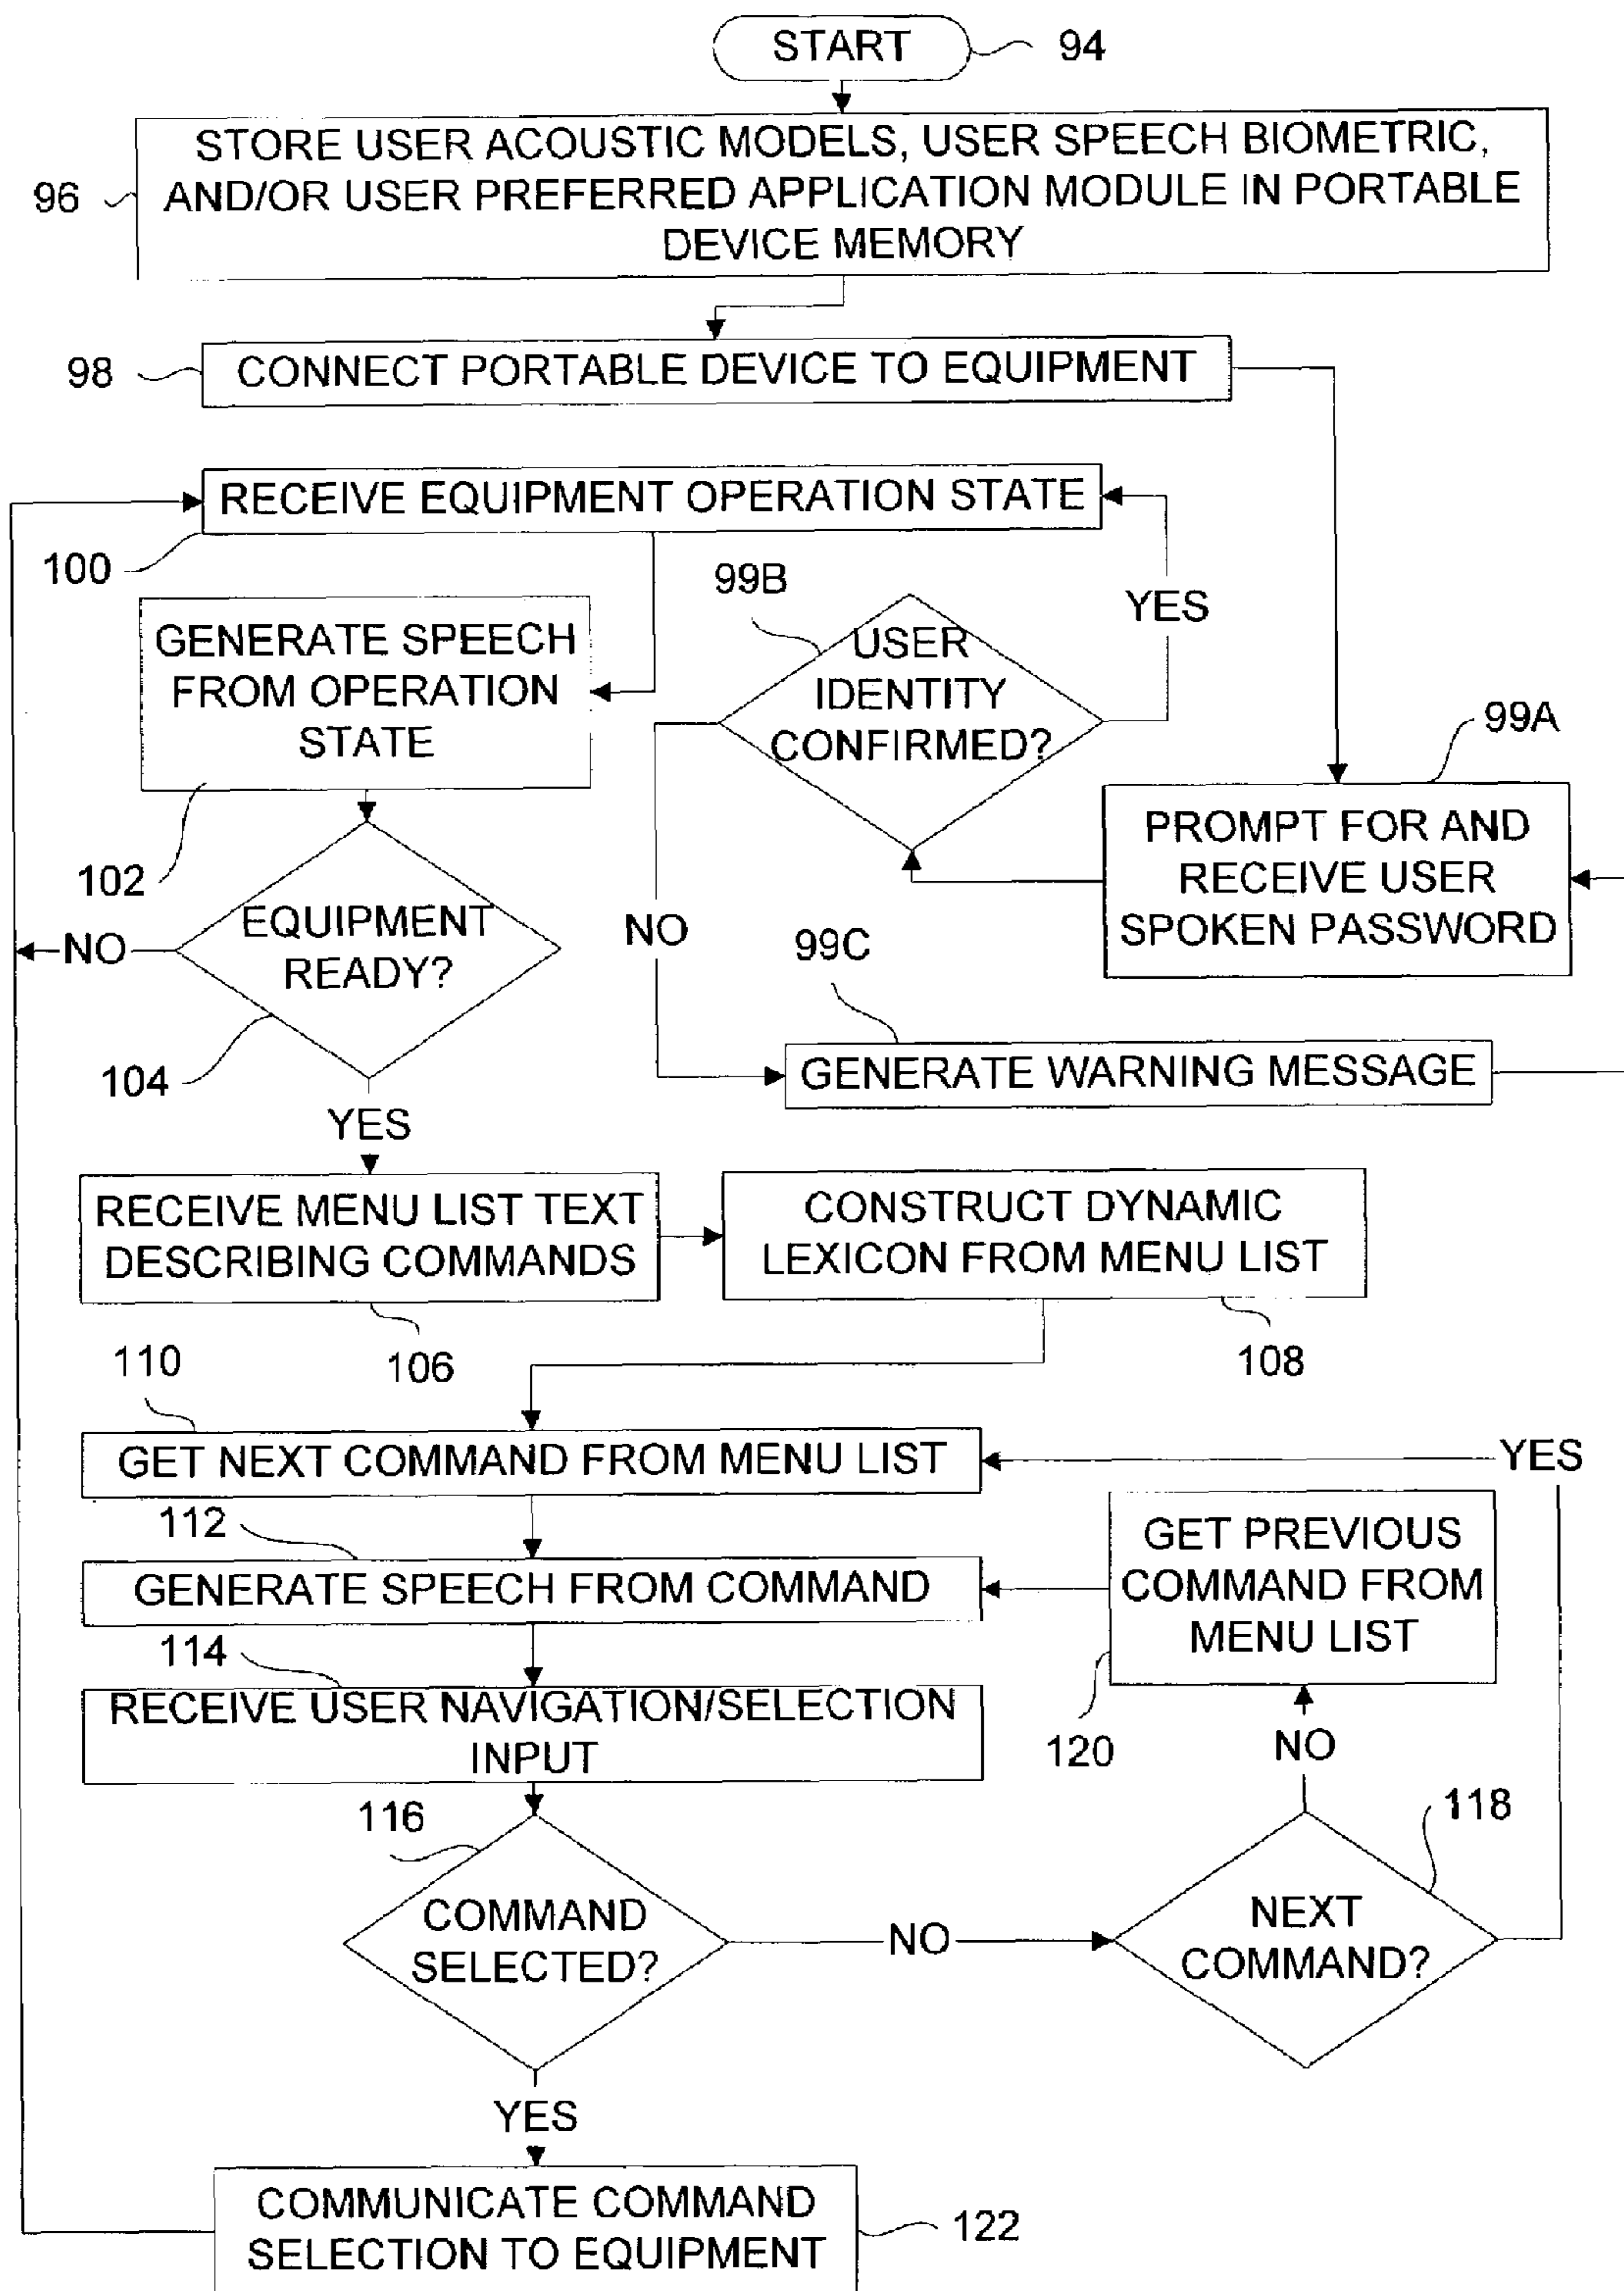 START
94
STORE USER ACOUSTIC MODELS, USER SPEECH BIOMETRIC,
AND/OR USER PREFERRED APPLICATION MODULE IN PORTABLE
DEVICE MEMORY
96
98
CONNECT PORTABLE DEVICE TO EQUIPMENT
RECEIVE EQUIPMENT OPERATION STATE
100
99B
YES
GENERATE SPEECH
FROM OPERATION
STATE
USER
IDENTITY
CONFIRMED?
99A
102
PROMPT FOR AND
RECEIVE USER
SPOKEN PASSWORD
EQUIPMENT
READY?
NO
NO
99C
104
GENERATE WARNING MESSAGE
YES
RECEIVE MENU LIST TEXT
DESCRIBING COMMANDS
CONSTRUCT DYNAMIC
LEXICON FROM MENU LIST
106
108
110
GET NEXT COMMAND FROM MENU LIST
YES
112
GENERATE SPEECH FROM COMMAND
GET PREVIOUS
COMMAND FROM
MENU LIST
114
RECEIVE USER NAVIGATION/SELECTION
INPUT
120
NO
116
118
COMMAND
SELECTED?
NO
NEXT
COMMAND?
YES
COMMUNICATE COMMAND
SELECTION TO EQUIPMENT
122